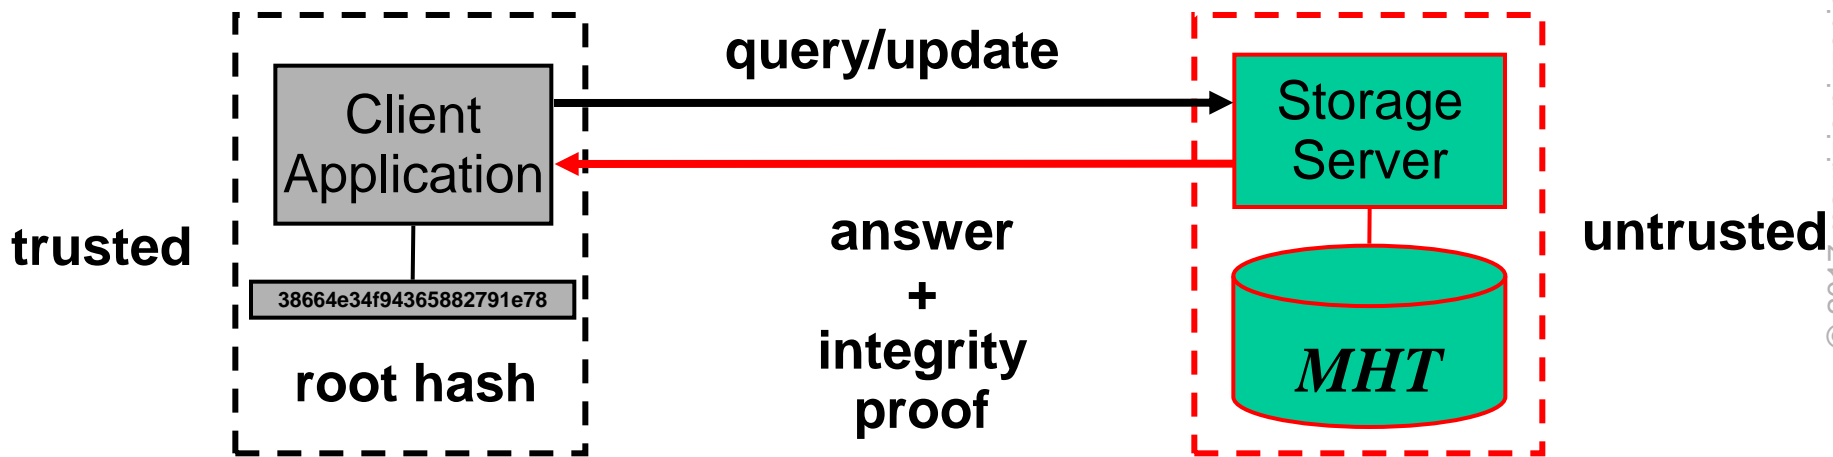 query/update
Client
Application
Storage
Server
trusted
answer
+
integrity
proof
untrusted
38664e34f94365882791e78
root hash
MHT